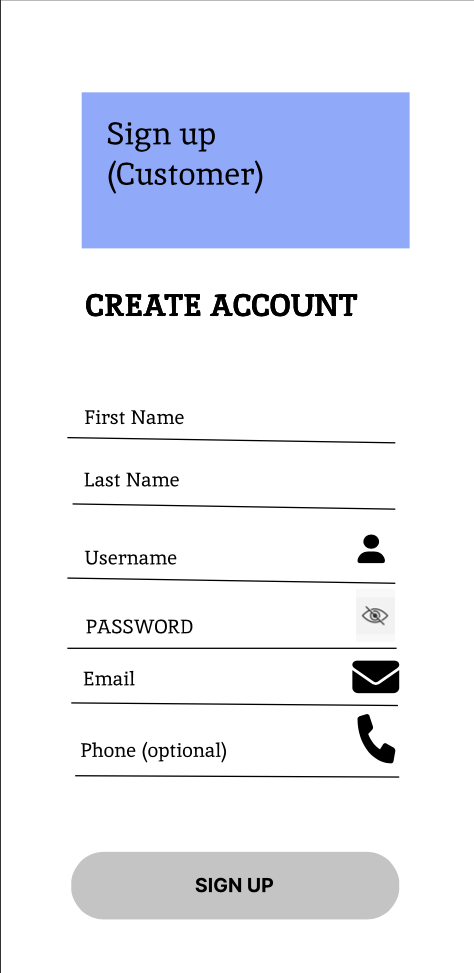 Sign up
(Customer)
CREATE ACCOUNT
First Name
Last Name
Username
PASSWORD
Email
Phone (optional)
SIGN UP